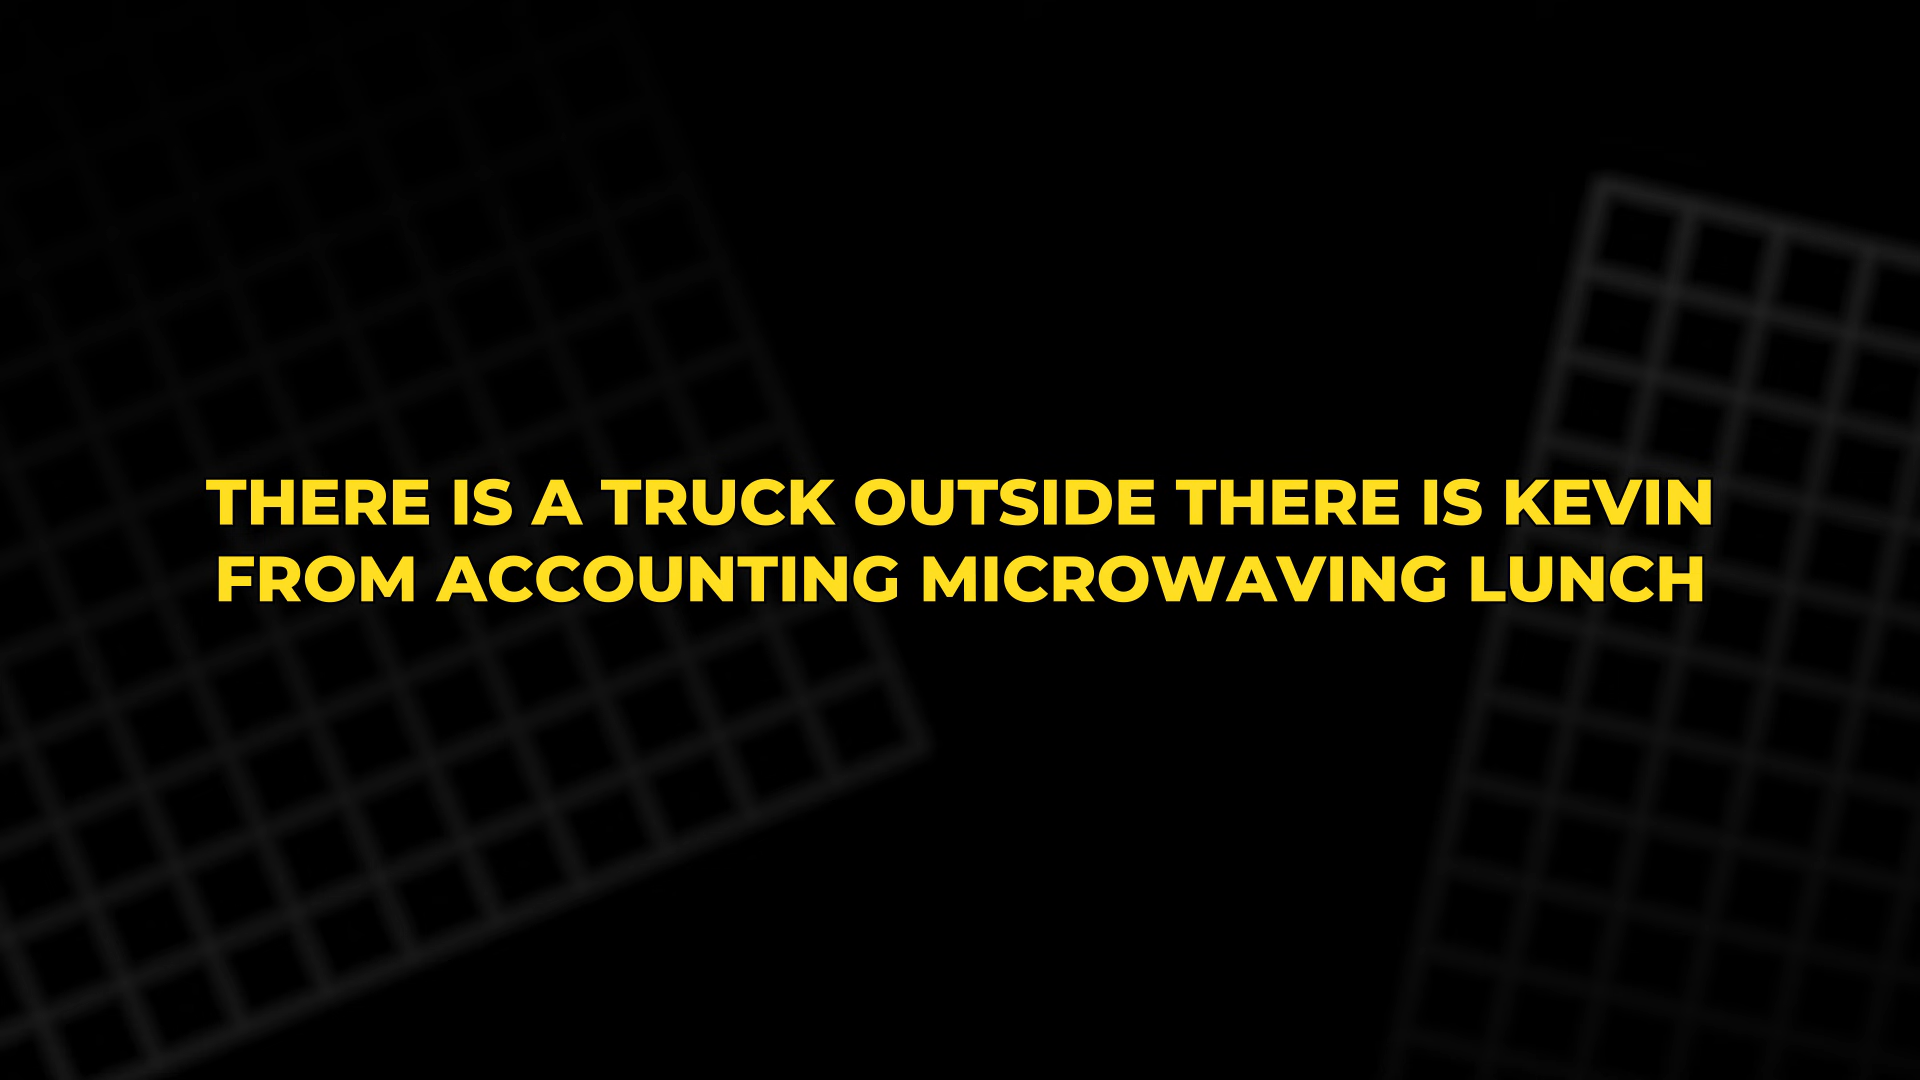 THERE IS A TRUCK OUTSIDE THERE IS KEVIN
FROM ACCOUNTING MICROWAVING LUNCH